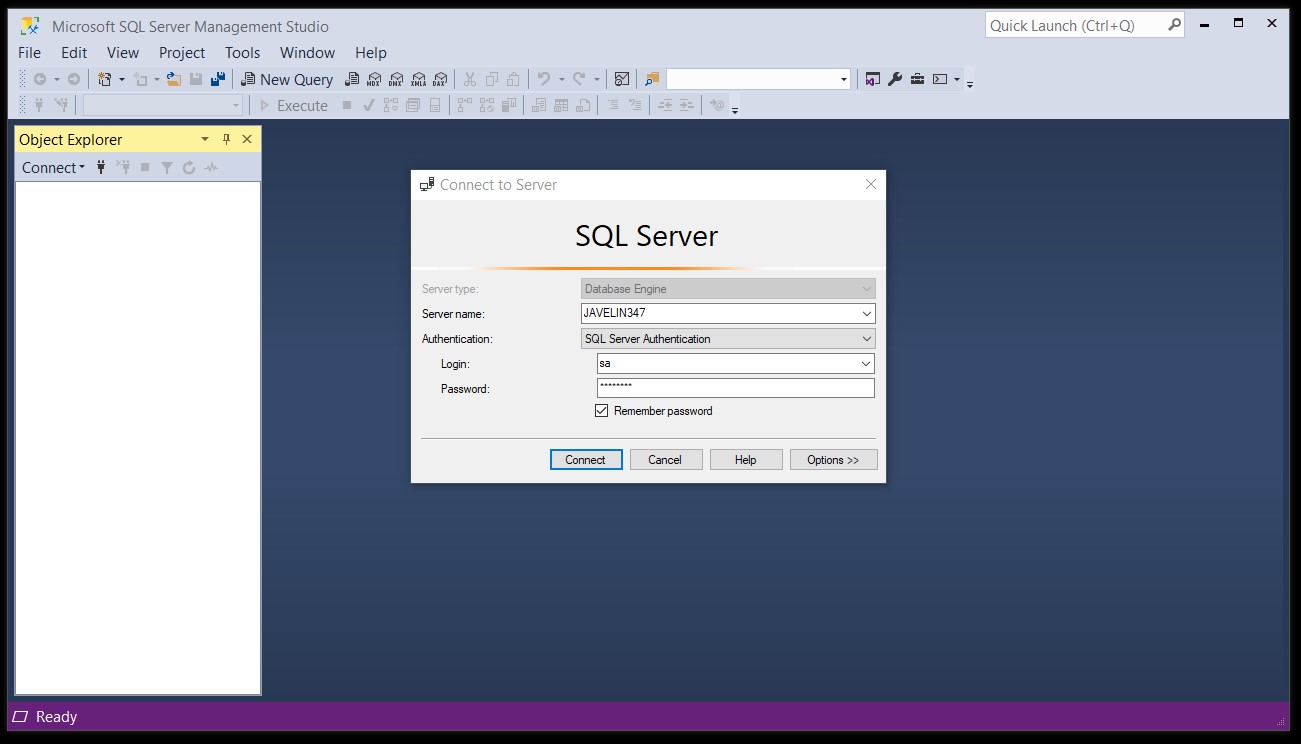 Microsoft SQL Server Management Studio
Quick Launch (Ctrl+Q)
File Edit View Project Tools Window Help
New Query MDX DMX XMLA DAX
Execute
Object Explorer
Connect
Connect to Server
SQL Server
Server type: Database Engine
Server name: JAVELIN347
Authentication: SQL Server Authentication
Login: sa
Password: ********
Remember password
Connect Cancel Help Options >>
Ready